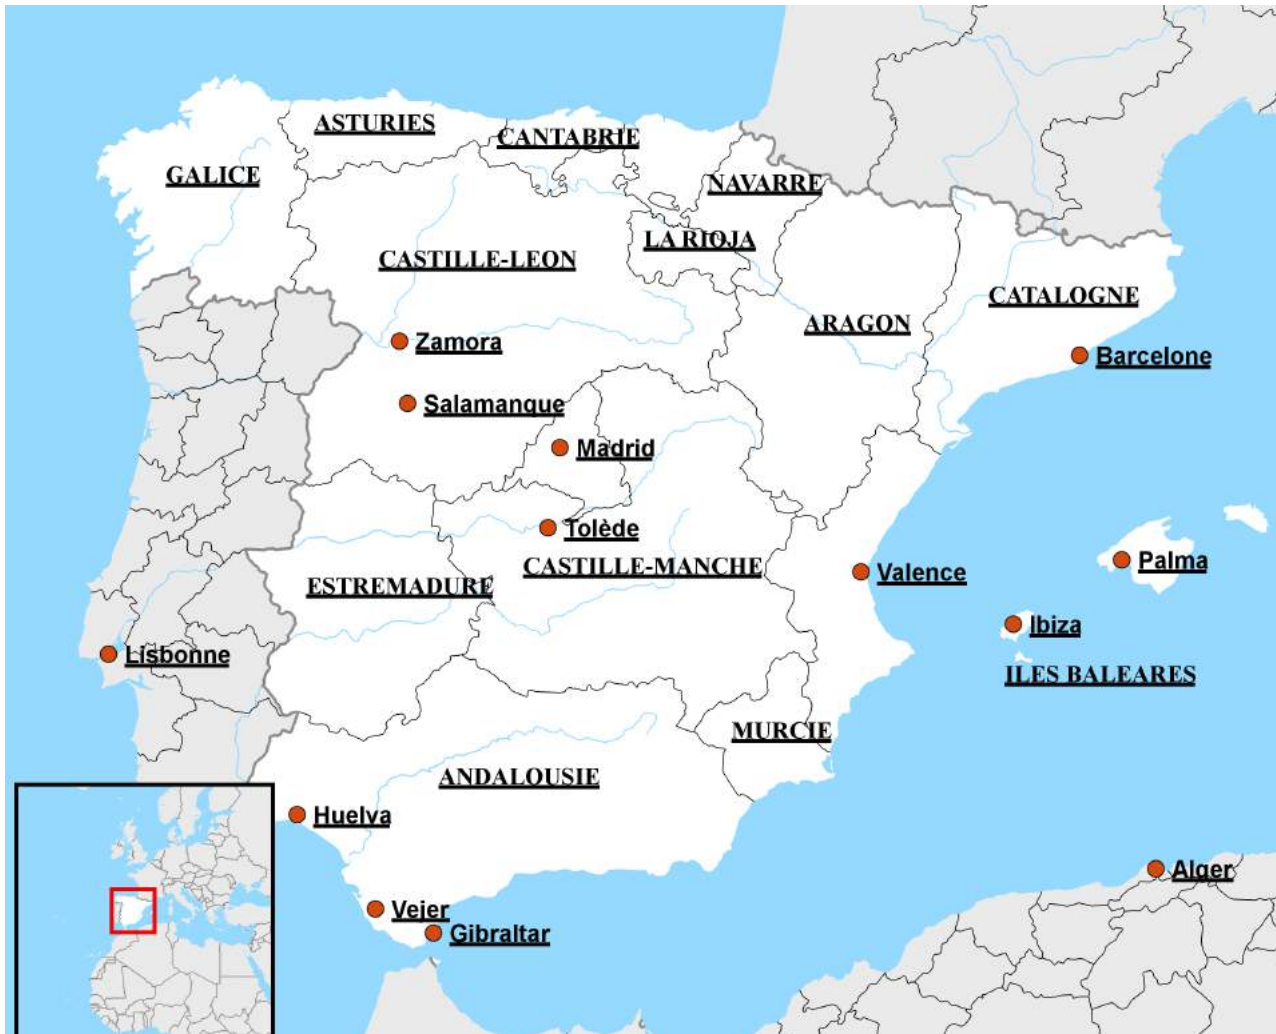 ASTURIES
CANTABRIE
GALICE
NAVARRE
LA RIOJA
CASTILLE-LEON
CATALOGNE
ARAGON
Zamora
Barcelone
Salamanque
Madrid
Tolède
Palma
CASTILLE-MANCHE
Valence
ESTREMADURE
Ibiza
Lisbonne
ILES BALEARES
MURCIE
ANDALOUSIE
Huelva
Alger
Vejer
Gibraltar